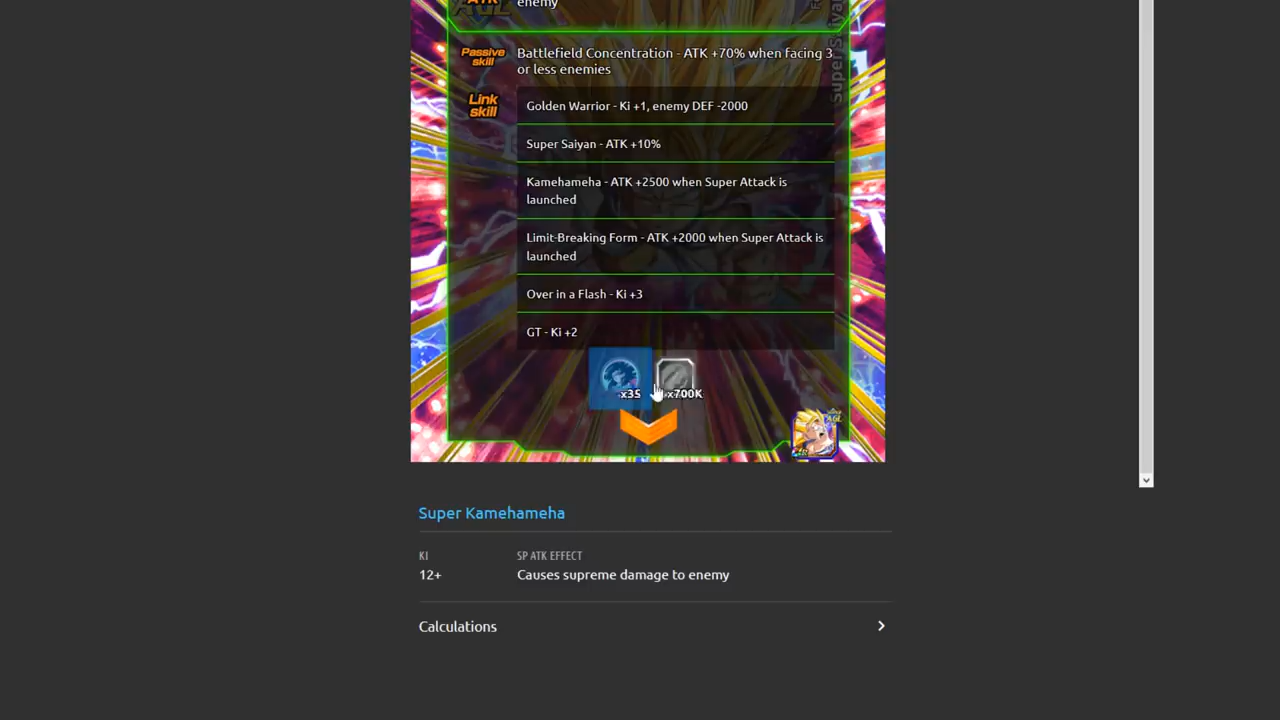 ATK
enemy
Passive skill
Battlefield Concentration - ATK +70% when facing 3
or less enemies
Link skill
Golden Warrior - Ki +1, enemy DEF -2000
Super Saiyan - ATK +10%
Kamehameha - ATK +2500 when Super Attack is
launched
Limit-Breaking Form - ATK +2000 when Super Attack is
launched
Over in a Flash - Ki +3
GT - Ki +2
x35
x700K
Super Kamehameha
KI
SP ATK EFFECT
12+
Causes supreme damage to enemy
Calculations